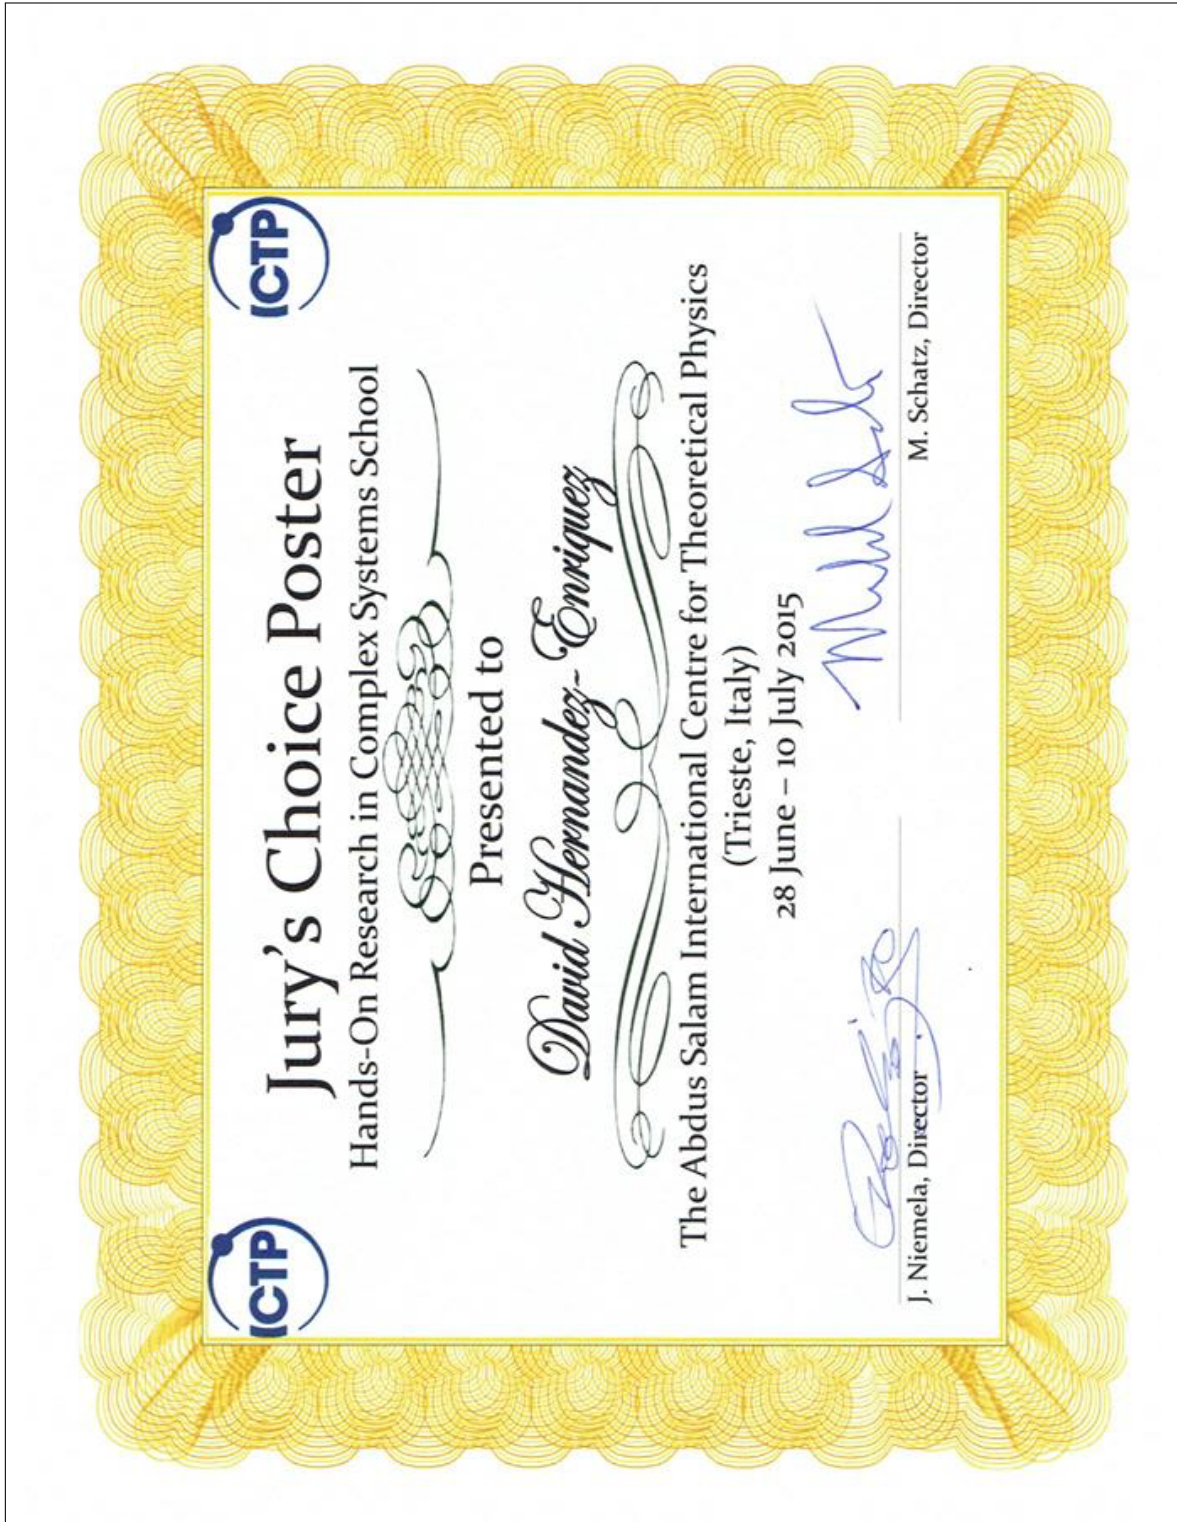 ICTP
ICTP
Jury's Choice Poster
Hands-On Research in Complex Systems School
Presented to
David Hernandez- Enriquez
The Abdus Salam International Centre for Theoretical Physics
(Trieste, Italy)
28 June – 10 July 2015
J. Niemela, Director
M. Schatz, Director